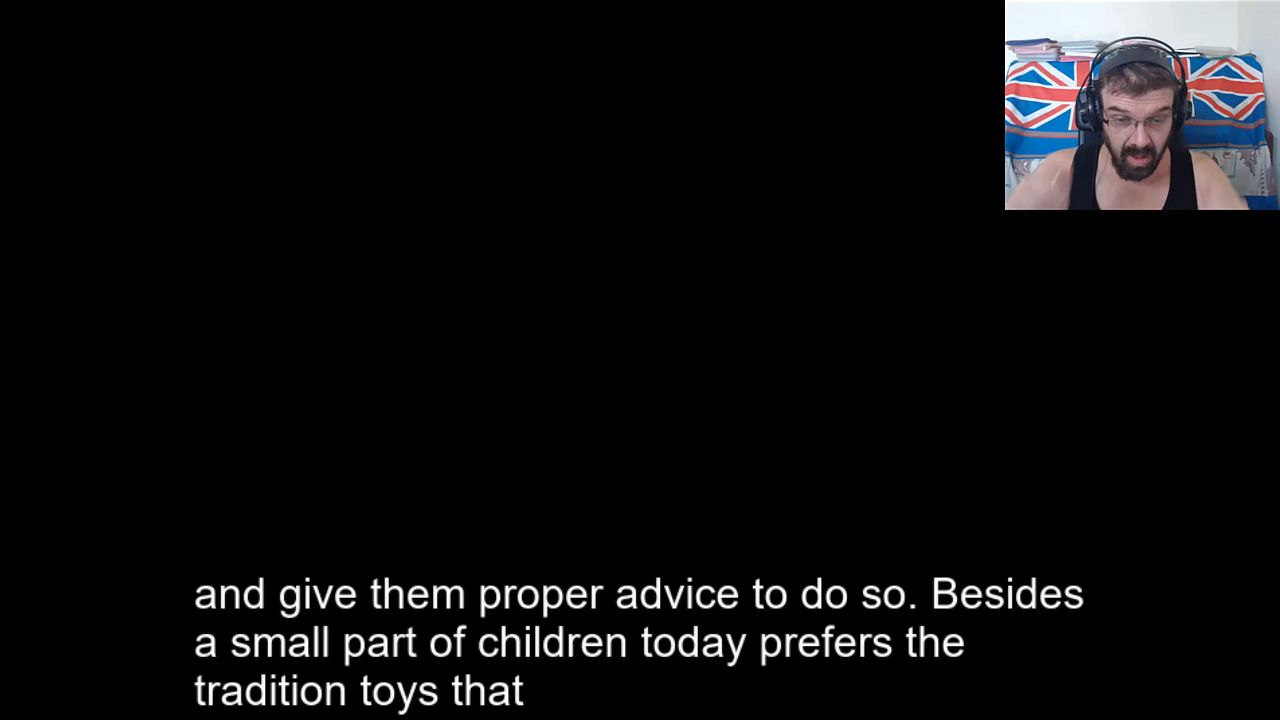 and give them proper advice to do so. Besides
a small part of children today prefers the
tradition toys that